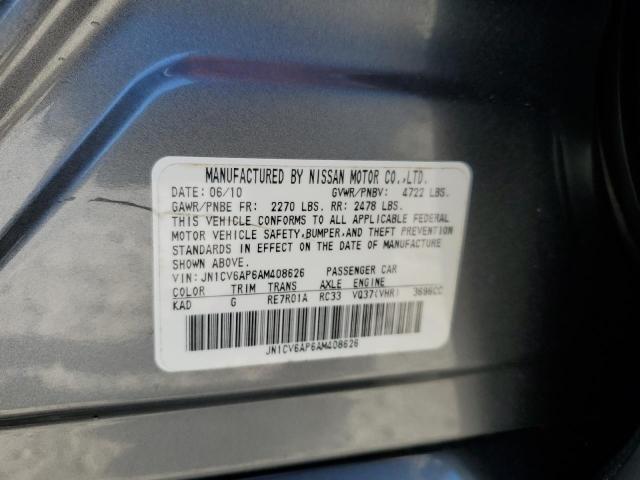 MANUFACTURED BY NISSAN MOTOR CO.,LTD.
DATE: 06/10 GVWR/PNBV: 4722 LBS.
GAWR/PNBE FR: 2270 LBS. RR: 2478 LBS.
THIS VEHICLE CONFORMS TO ALL APPLICABLE FEDERAL
MOTOR VEHICLE SAFETY,BUMPER,AND THEFT PREVENTION
STANDARDS IN EFFECT ON THE DATE OF MANUFACTURE
SHOWN ABOVE.
VIN: JN1CV6AP6AM408626 PASSENGER CAR
COLOR TRIM TRANS AXLE ENGINE
KAD G RE7R01A RC33 VQ37(VHR) 3696CC
JN1CV6AP6AM408626